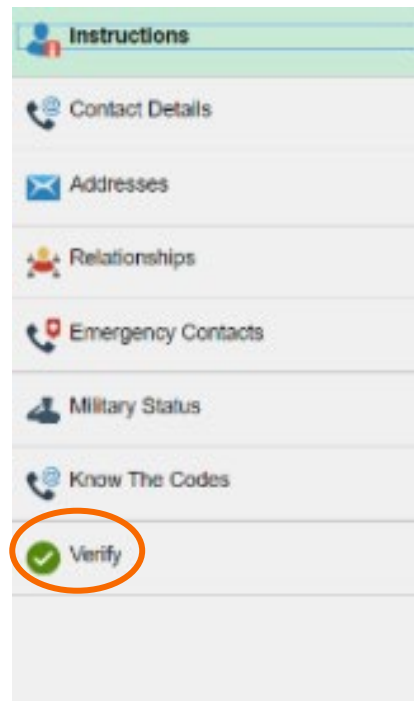 Instructions
Contact Details
Addresses
Relationships
Emergency Contacts
Military Status
Know The Codes
Verify